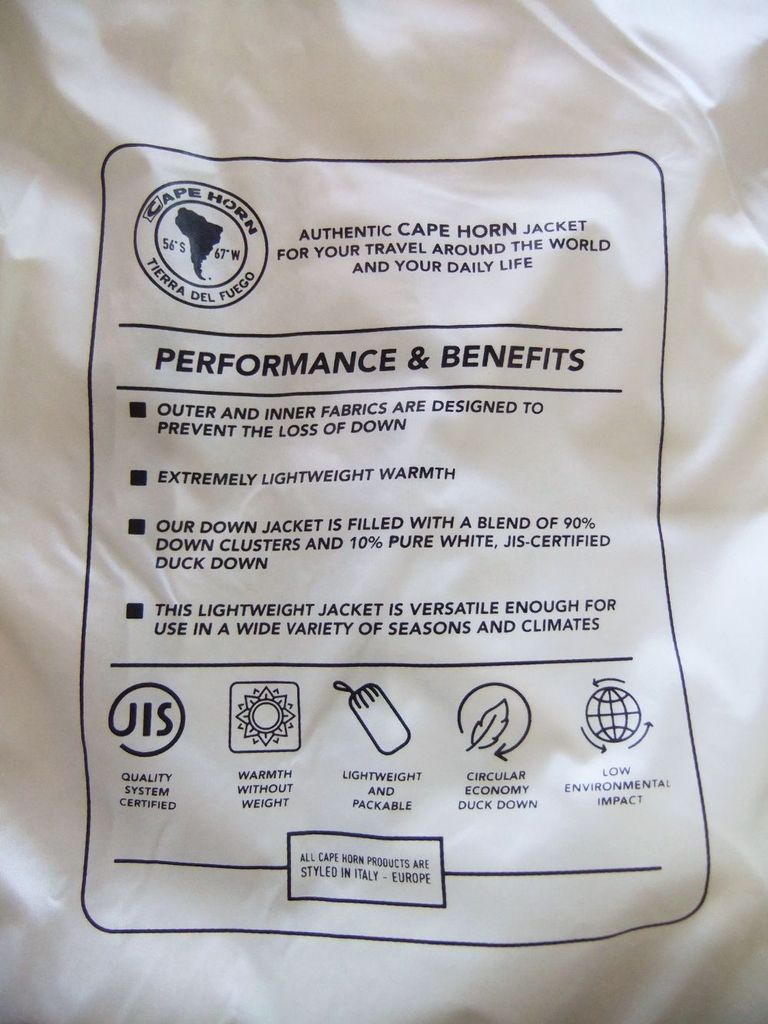 CAPE HORN
56°S 67°W
TIERRA DEL FUEGO
AUTHENTIC CAPE HORN JACKET
FOR YOUR TRAVEL AROUND THE WORLD
AND YOUR DAILY LIFE
PERFORMANCE & BENEFITS
■ OUTER AND INNER FABRICS ARE DESIGNED TO
PREVENT THE LOSS OF DOWN
■ EXTREMELY LIGHTWEIGHT WARMTH
■ OUR DOWN JACKET IS FILLED WITH A BLEND OF 90%
DOWN CLUSTERS AND 10% PURE WHITE, JIS-CERTIFIED
DUCK DOWN
■ THIS LIGHTWEIGHT JACKET IS VERSATILE ENOUGH FOR
USE IN A WIDE VARIETY OF SEASONS AND CLIMATES
JIS
QUALITY
SYSTEM
CERTIFIED
WARMTH
WITHOUT
WEIGHT
LIGHTWEIGHT
AND
PACKABLE
CIRCULAR
ECONOMY
DUCK DOWN
LOW
ENVIRONMENTAL
IMPACT
ALL CAPE HORN PRODUCTS ARE
STYLED IN ITALY - EUROPE